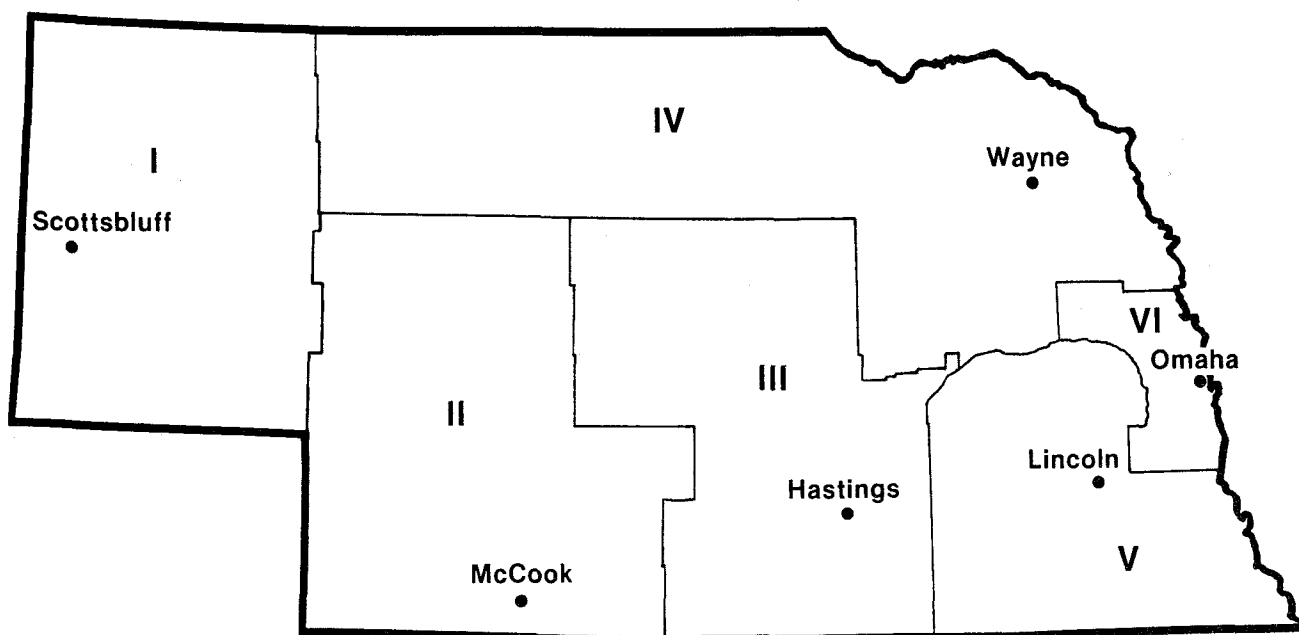 IV
I
Wayne
Scottsbluff
VI
Omaha
III
II
Lincoln
Hastings
V
McCook